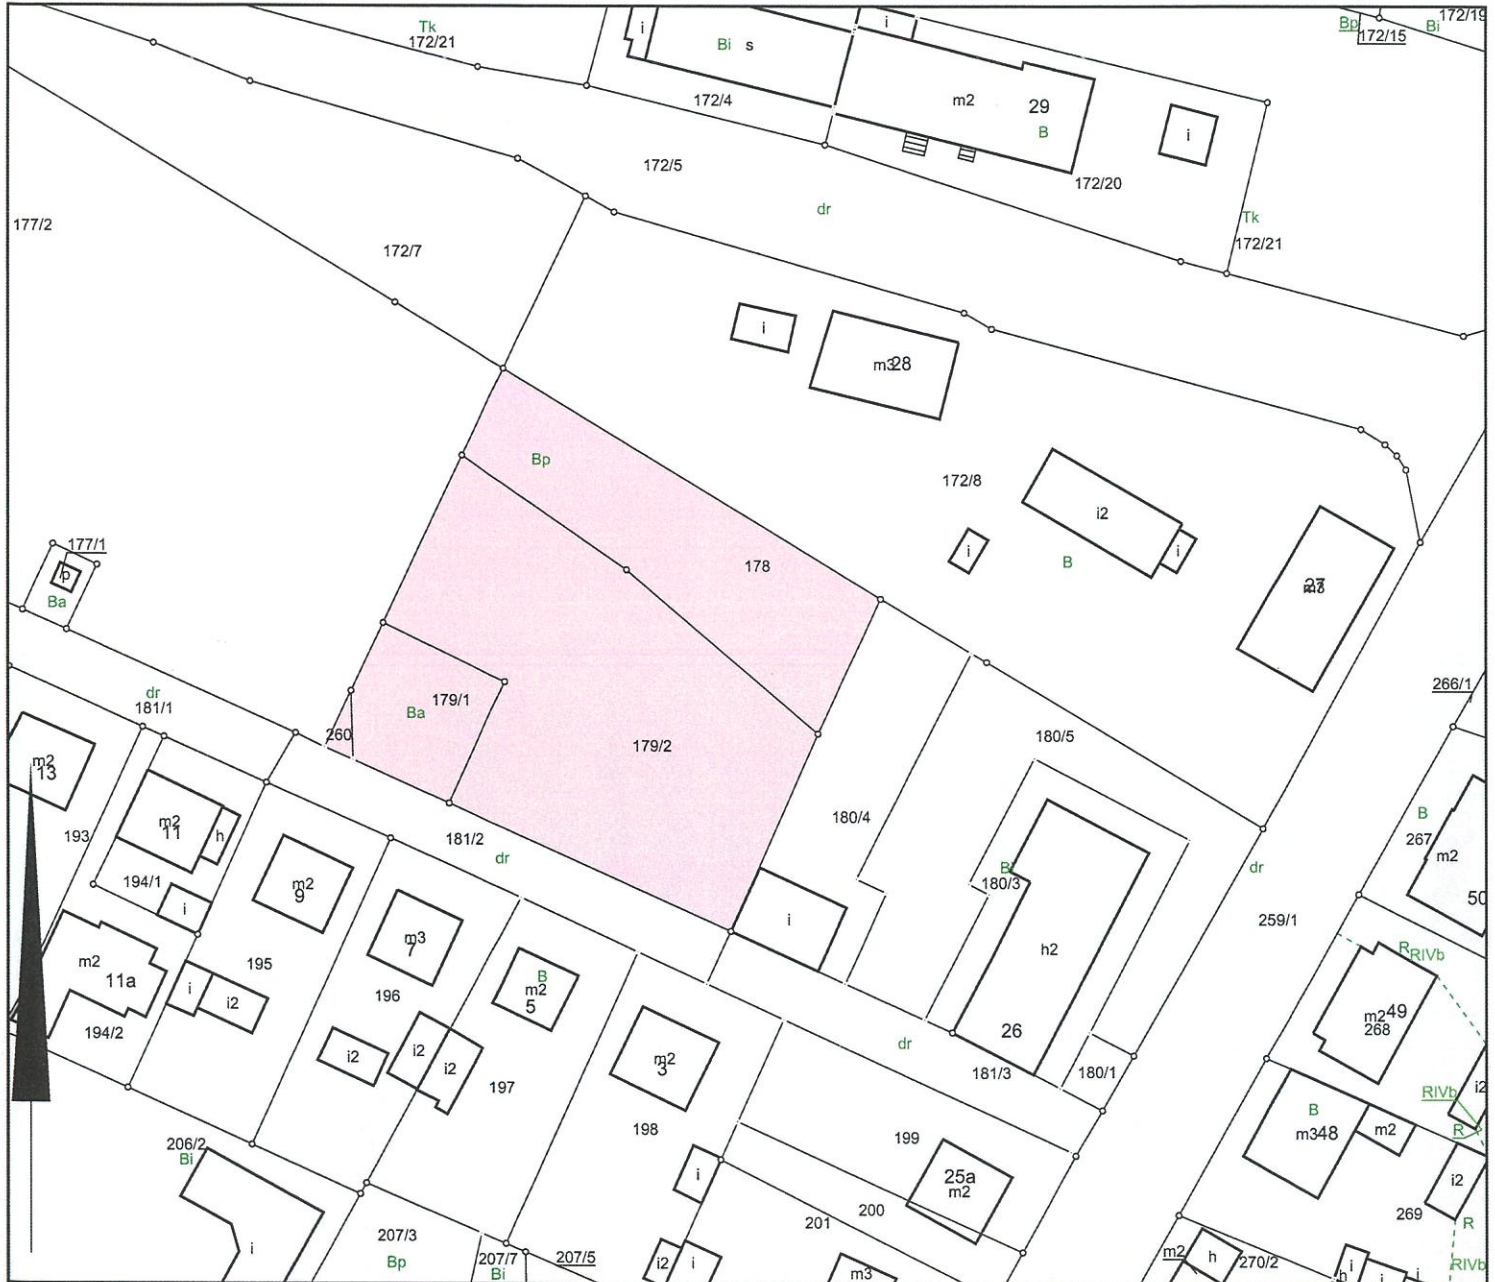 Tk
172/21
i
Bi s
i
Bp
172/15
Bi
172/19
172/4
m2
29
B
i
172/5
172/20
dr
Tk
172/21
177/2
172/7
i
m3
28
Bp
172/8
i2
i
i
B
27
m3
178
177/1
p
Ba
dr
181/1
179/1
Ba
260
179/2
180/5
266/1
m2
13
180/4
B
267
m2
50
193
m2
11
h
181/2
dr
194/1
i
m2
9
180/3
dr
259/1
i
m3
7
h2
R
RIVb
m2
11a
195
i
i2
196
B
m2
5
m2
49
268
194/2
i2
i2
i2
197
m2
3
dr
26
181/3
180/1
i2
RIVb
R
B
m3
48
m2
206/2
Bi
198
199
i
25a
m2
i2
200
201
269
R
207/3
Bp
i
207/7
Bi
207/5
i2
i
m3
m2
h
270/2
i
h
i
i
RIVb